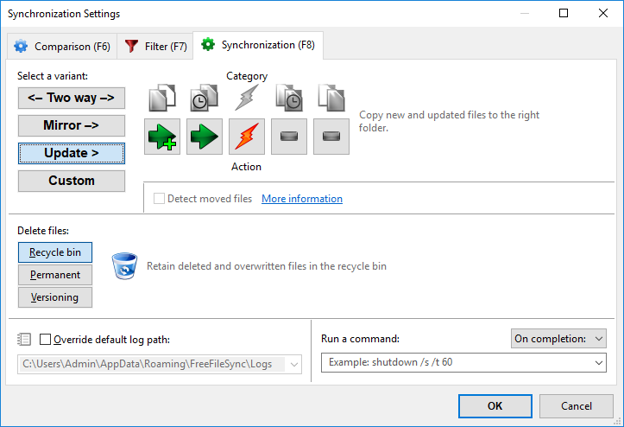 Synchronization Settings
Comparison (F6)
Filter (F7)
Synchronization (F8)
Select a variant:
Category
<– Two way –>
Mirror –>
Update >
Custom
Copy new and updated files to the right
folder.
Action
Detect moved files
More information
Delete files:
Recycle bin
Permanent
Versioning
Retain deleted and overwritten files in the recycle bin
Override default log path:
C:\Users\Admin\AppData\Roaming\FreeFileSync\Logs
Run a command:
On completion:
Example: shutdown /s /t 60
OK
Cancel